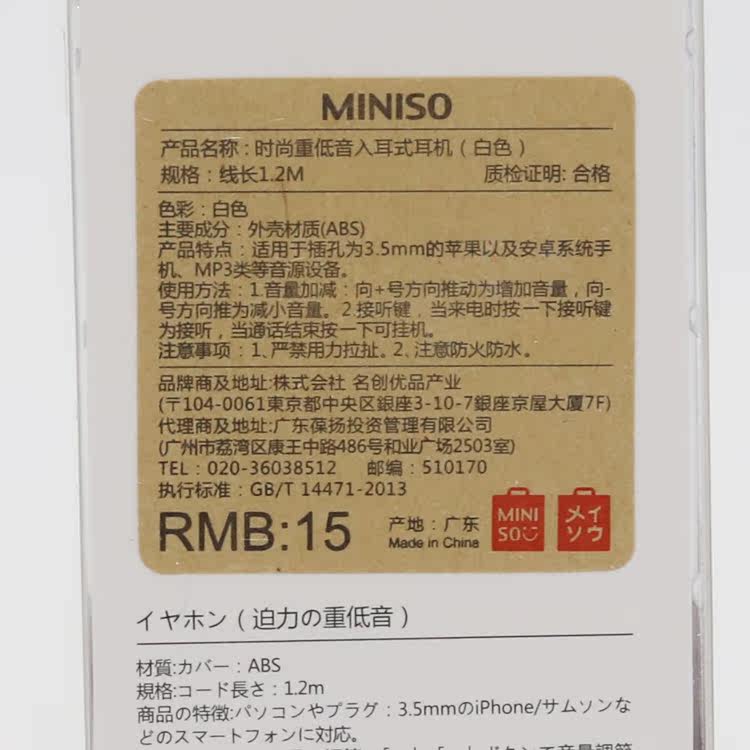 MINISO
产品名称：时尚重低音入耳式耳机（白色）
规格：线长1.2M 质检证明: 合格
色彩：白色
主要成分：外壳材质(ABS)
产品特点：适用于插孔为3.5mm的苹果以及安卓系统手
机、MP3类等音源设备。
使用方法：1.音量加减：向+号方向推动为增加音量，向-
号方向推为减小音量。2.接听键，当来电时按一下接听键
为接听，当通话结束按一下可挂机。
注意事项：1、严禁用力拉扯。2、注意防火防水。
品牌商及地址:株式会社 名创优品产业
(〒104-0061東京都中央区銀座3-10-7銀座京屋大厦7F)
代理商及地址:广东葆扬投资管理有限公司
(广州市荔湾区康王中路486号和业广场2503室)
TEL：020-36038512 邮编：510170
执行标准：GB/T 14471-2013
RMB:15 产地：广东
Made in China
MINI
SO
メイ
ソウ
イヤホン（迫力の重低音）
材質:カバー：ABS
規格:コード長さ：1.2m
商品の特徴:パソコンやプラグ：3.5mmのiPhone/サムソンな
どのスマートフォンに対応。